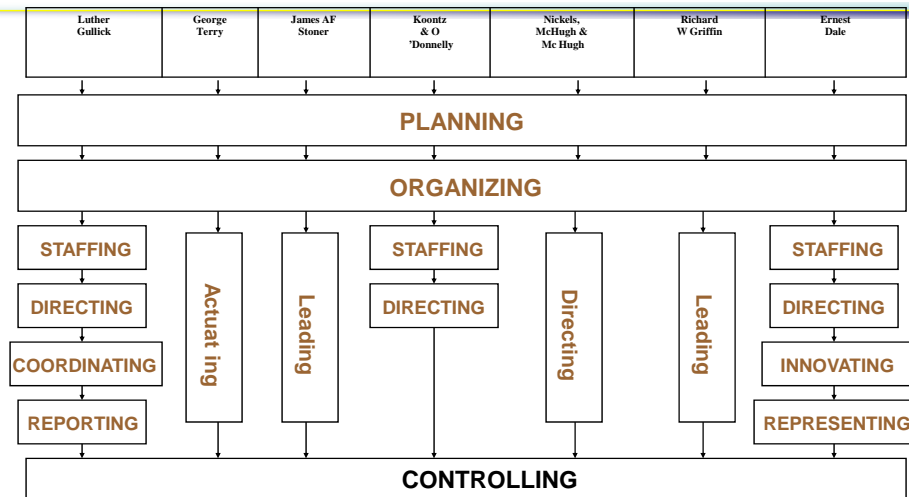 Luther
Gullick
George
Terry
James AF
Stoner
Koontz
& O
'Donnelly
Nickels,
McHugh &
Mc Hugh
Richard
W Griffin
Ernest
Dale
PLANNING
ORGANIZING
STAFFING
DIRECTING
COORDINATING
REPORTING
Actuat ing
Leading
STAFFING
DIRECTING
Directing
Leading
STAFFING
DIRECTING
INNOVATING
REPRESENTING
CONTROLLING